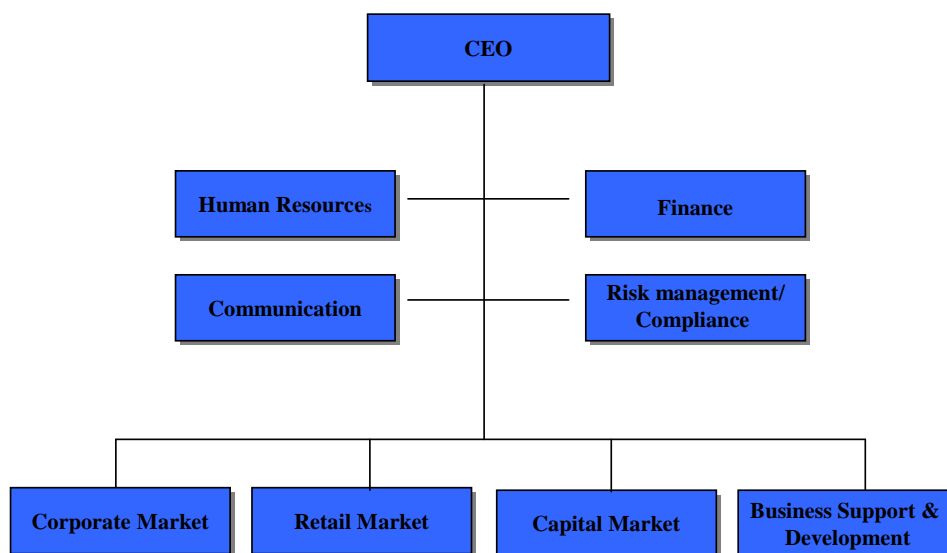 CEO
Human Resources
Finance
Communication
Risk management/
Compliance
Corporate Market
Retail Market
Capital Market
Business Support &
Development